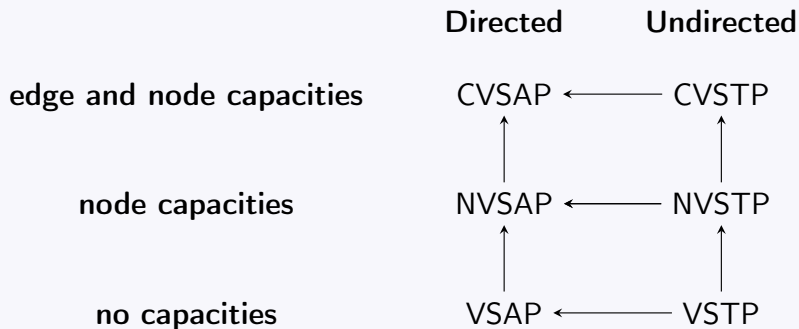 Directed Undirected
edge and node capacities CVSAP CVSTP
node capacities NVSAP NVSTP
no capacities VSAP VSTP